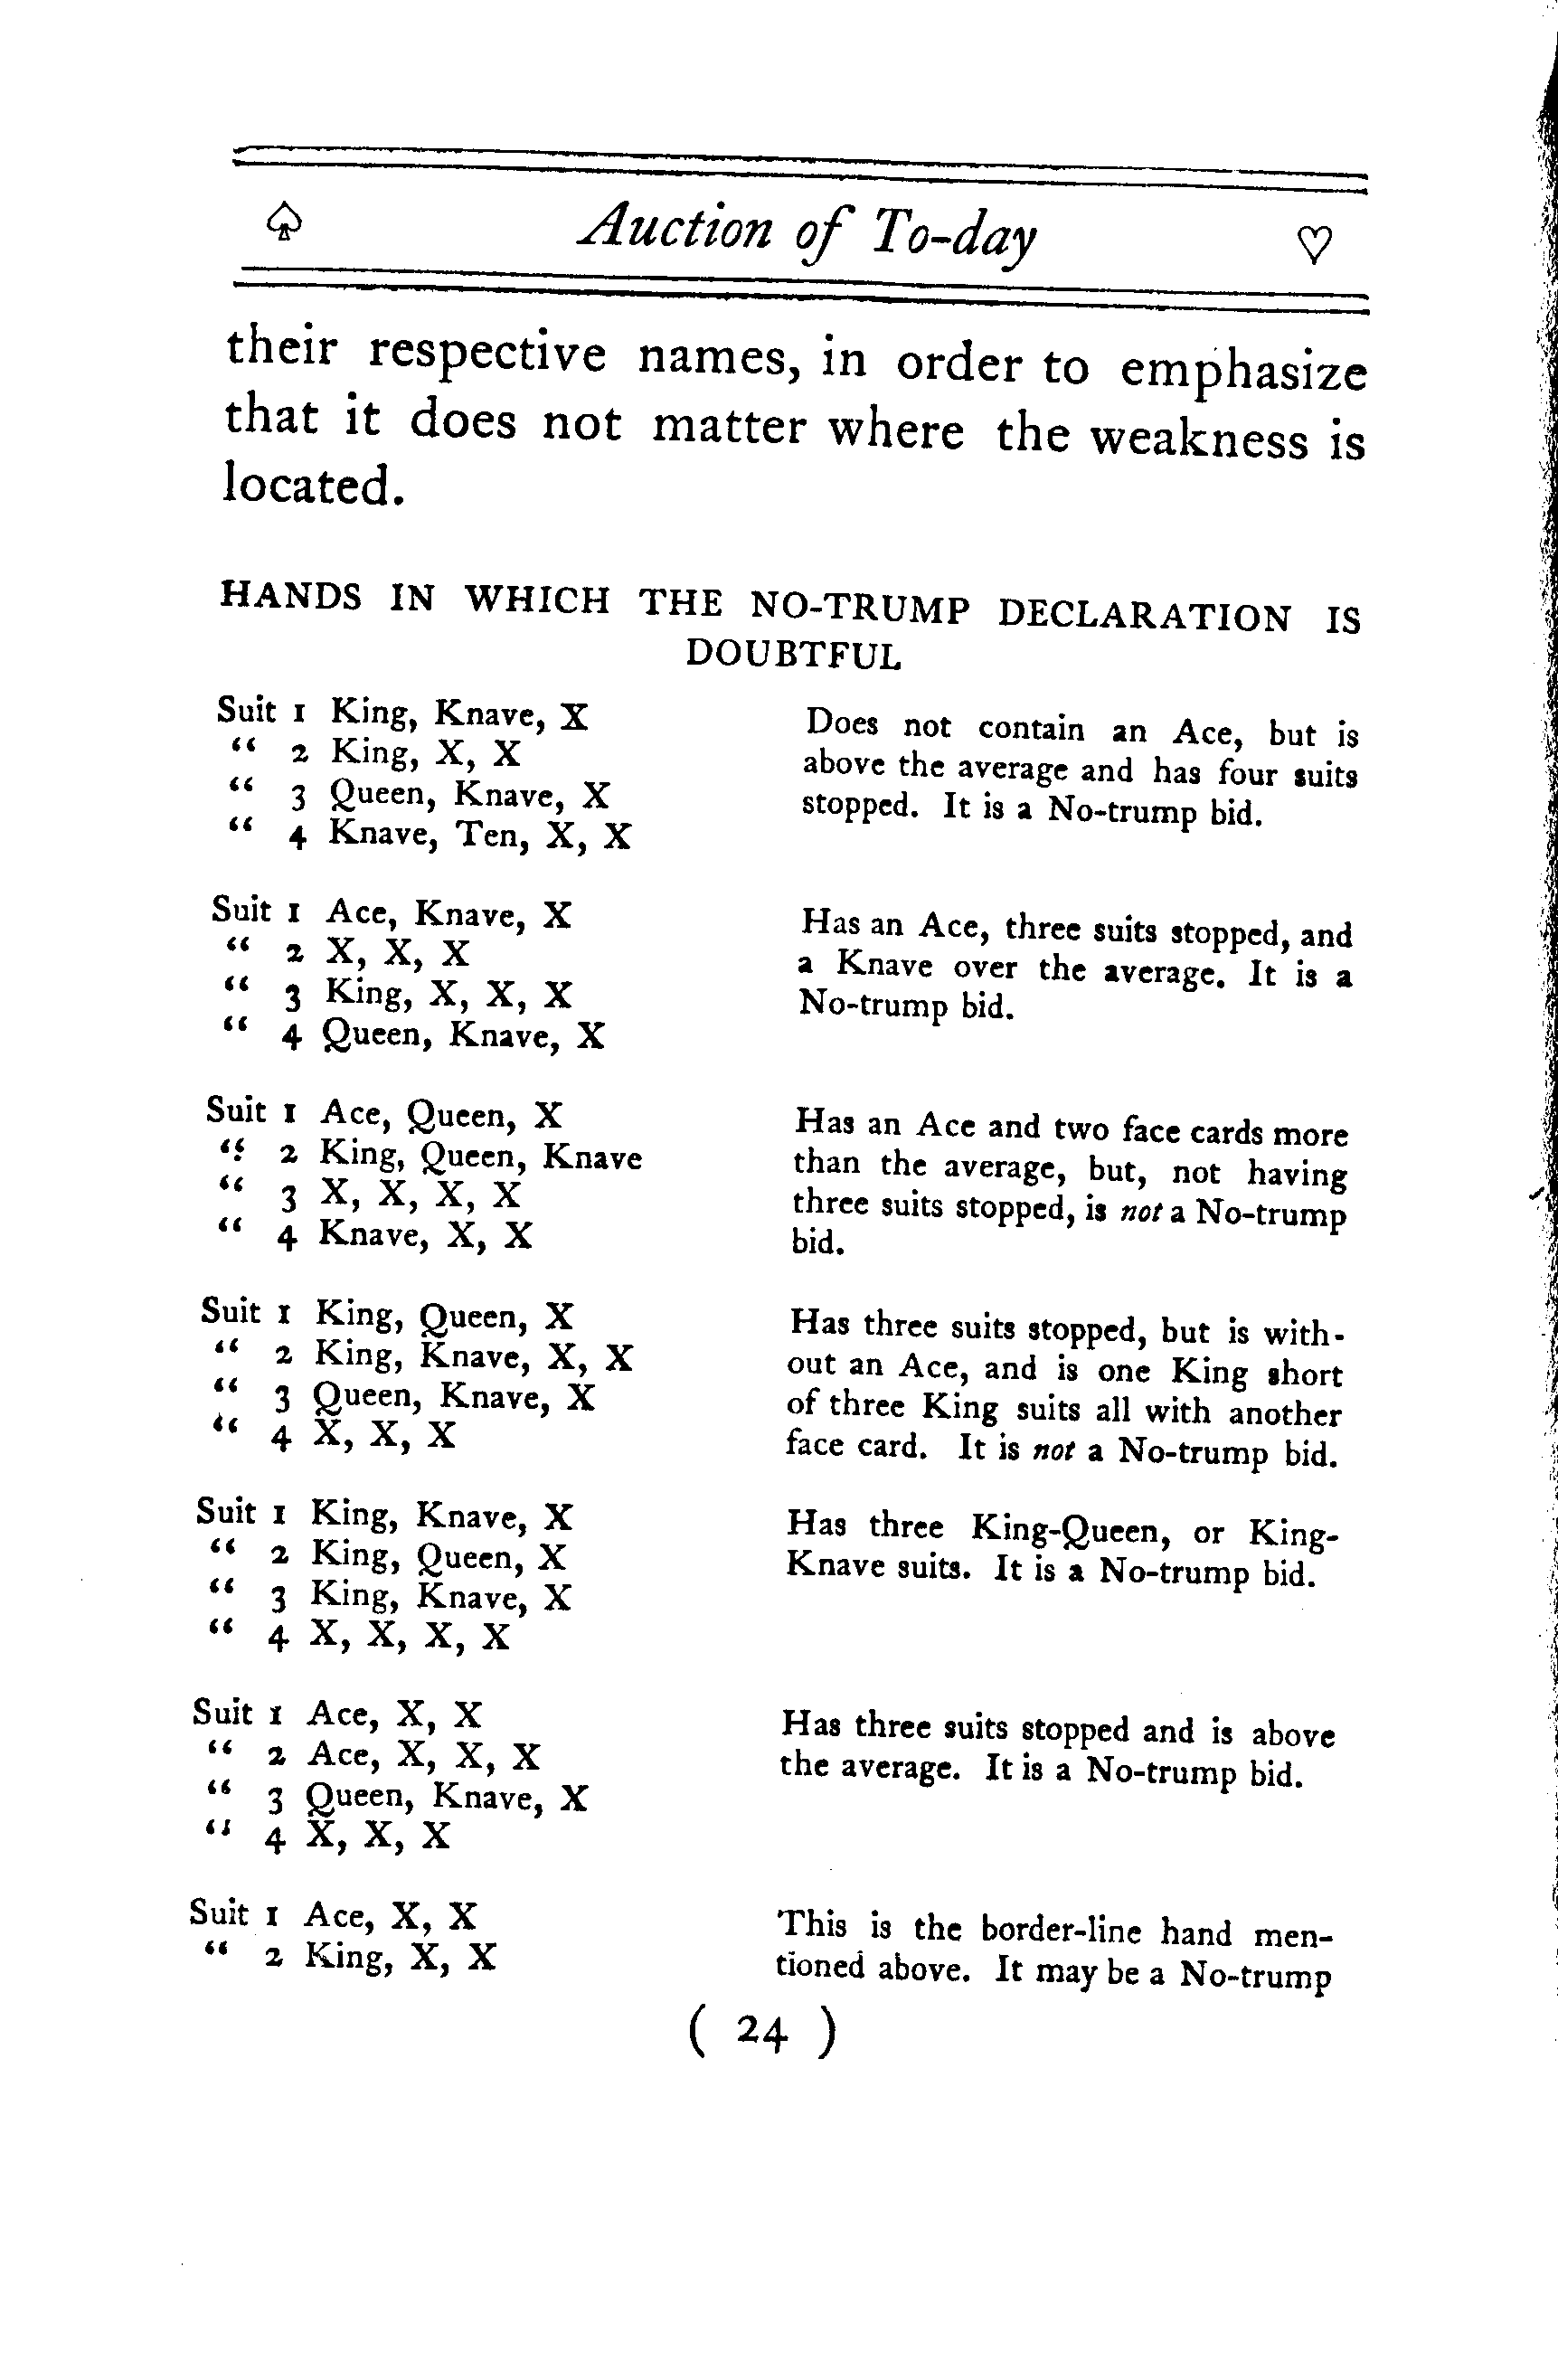 ♤ Auction of To-day ♡
their respective names, in order to emphasize
that it does not matter where the weakness is
located.
HANDS IN WHICH THE NO-TRUMP DECLARATION IS
DOUBTFUL
Suit 1 King, Knave, X
“ 2 King, X, X
“ 3 Queen, Knave, X
“ 4 Knave, Ten, X, X
Does not contain an Ace, but is
above the average and has four suits
stopped. It is a No-trump bid.
Suit 1 Ace, Knave, X
“ 2 X, X, X
“ 3 King, X, X, X
“ 4 Queen, Knave, X
Has an Ace, three suits stopped, and
a Knave over the average. It is a
No-trump bid.
Suit 1 Ace, Queen, X
“ 2 King, Queen, Knave
“ 3 X, X, X, X
“ 4 Knave, X, X
Has an Ace and two face cards more
than the average, but, not having
three suits stopped, is not a No-trump
bid.
Suit 1 King, Queen, X
“ 2 King, Knave, X, X
“ 3 Queen, Knave, X
“ 4 X, X, X
Has three suits stopped, but is with-
out an Ace, and is one King short
of three King suits all with another
face card. It is not a No-trump bid.
Suit 1 King, Knave, X
“ 2 King, Queen, X
“ 3 King, Knave, X
“ 4 X, X, X, X
Has three King-Queen, or King-
Knave suits. It is a No-trump bid.
Suit 1 Ace, X, X
“ 2 Ace, X, X, X
“ 3 Queen, Knave, X
“ 4 X, X, X
Has three suits stopped and is above
the average. It is a No-trump bid.
Suit 1 Ace, X, X
“ 2 King, X, X
This is the border-line hand men-
tioned above. It may be a No-trump
( 24 )